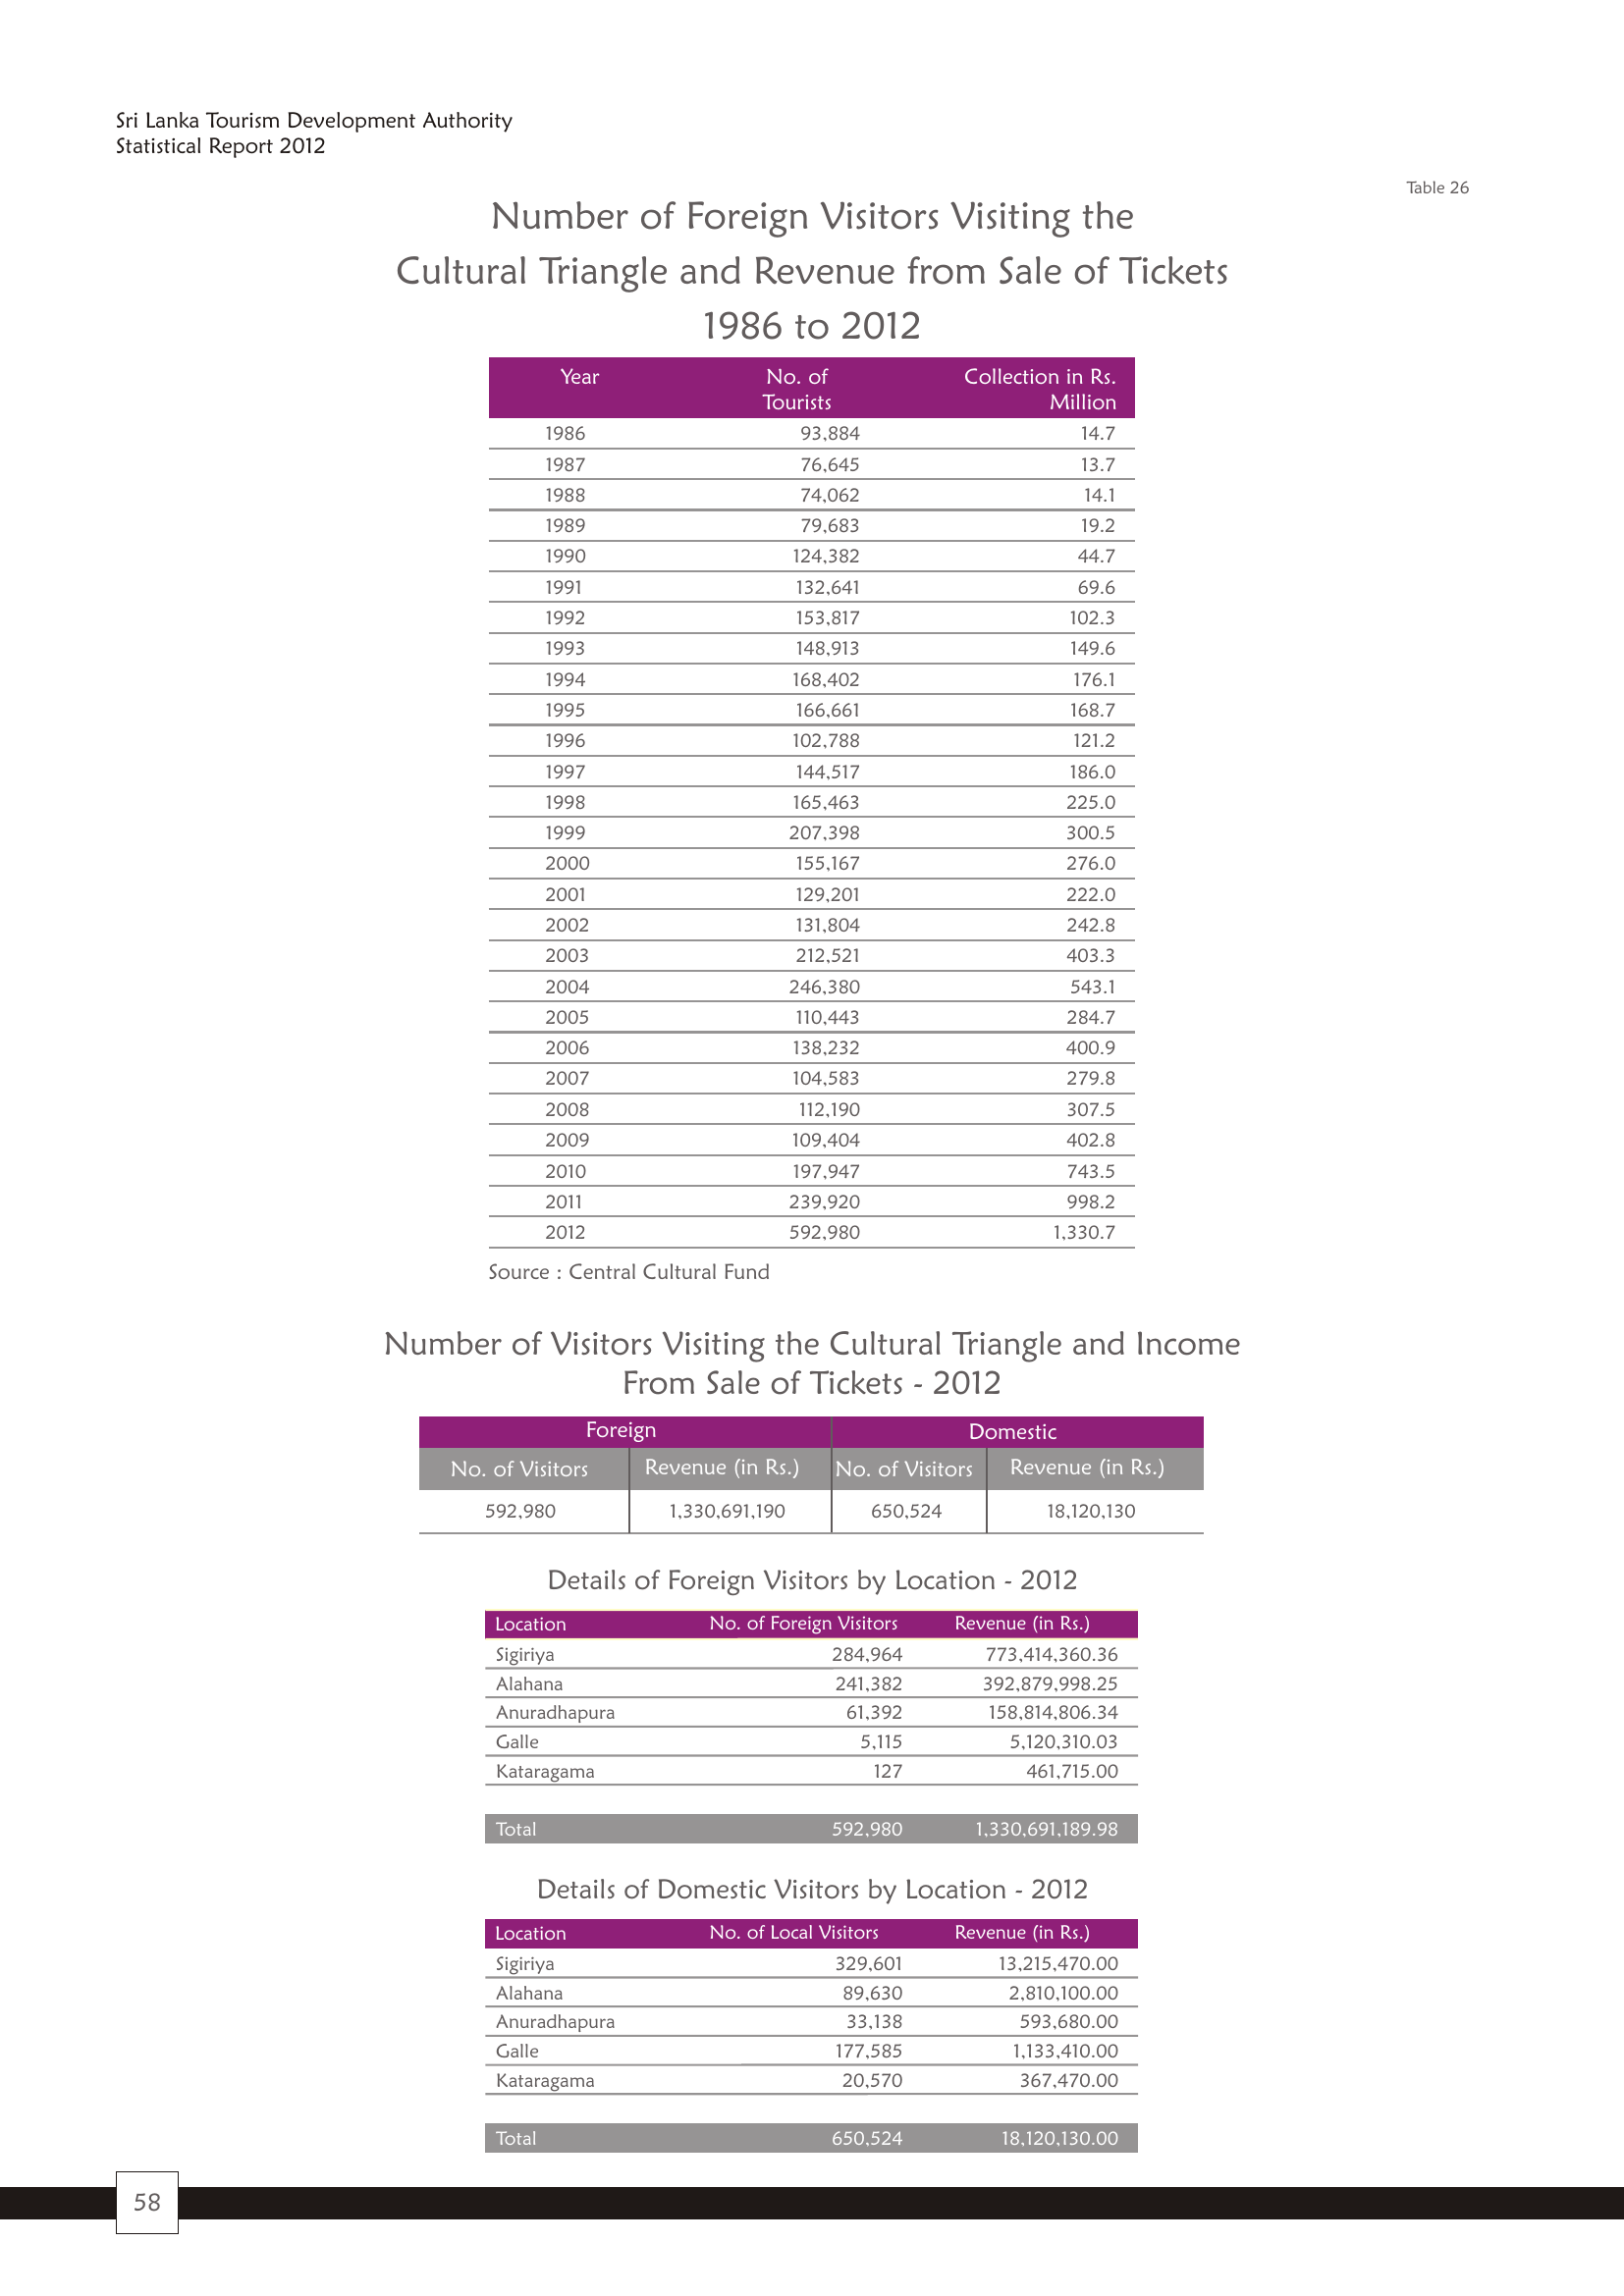 Sri Lanka Tourism Development Authority
Statistical Report 2012
Table 26
Number of Foreign Visitors Visiting the
Cultural Triangle and Revenue from Sale of Tickets
1986 to 2012
Year No. of Tourists Collection in Rs. Million
1986 93,884 14.7
1987 76,645 13.7
1988 74,062 14.1
1989 79,683 19.2
1990 124,382 44.7
1991 132,641 69.6
1992 153,817 102.3
1993 148,913 149.6
1994 168,402 176.1
1995 166,661 168.7
1996 102,788 121.2
1997 144,517 186.0
1998 165,463 225.0
1999 207,398 300.5
2000 155,167 276.0
2001 129,201 222.0
2002 131,804 242.8
2003 212,521 403.3
2004 246,380 543.1
2005 110,443 284.7
2006 138,232 400.9
2007 104,583 279.8
2008 112,190 307.5
2009 109,404 402.8
2010 197,947 743.5
2011 239,920 998.2
2012 592,980 1,330.7
Source : Central Cultural Fund
Number of Visitors Visiting the Cultural Triangle and Income
From Sale of Tickets - 2012
Foreign Domestic
No. of Visitors Revenue (in Rs.) No. of Visitors Revenue (in Rs.)
592,980 1,330,691,190 650,524 18,120,130
Details of Foreign Visitors by Location - 2012
Location No. of Foreign Visitors Revenue (in Rs.)
Sigiriya 284,964 773,414,360.36
Alahana 241,382 392,879,998.25
Anuradhapura 61,392 158,814,806.34
Galle 5,115 5,120,310.03
Kataragama 127 461,715.00
Total 592,980 1,330,691,189.98
Details of Domestic Visitors by Location - 2012
Location No. of Local Visitors Revenue (in Rs.)
Sigiriya 329,601 13,215,470.00
Alahana 89,630 2,810,100.00
Anuradhapura 33,138 593,680.00
Galle 177,585 1,133,410.00
Kataragama 20,570 367,470.00
Total 650,524 18,120,130.00
58